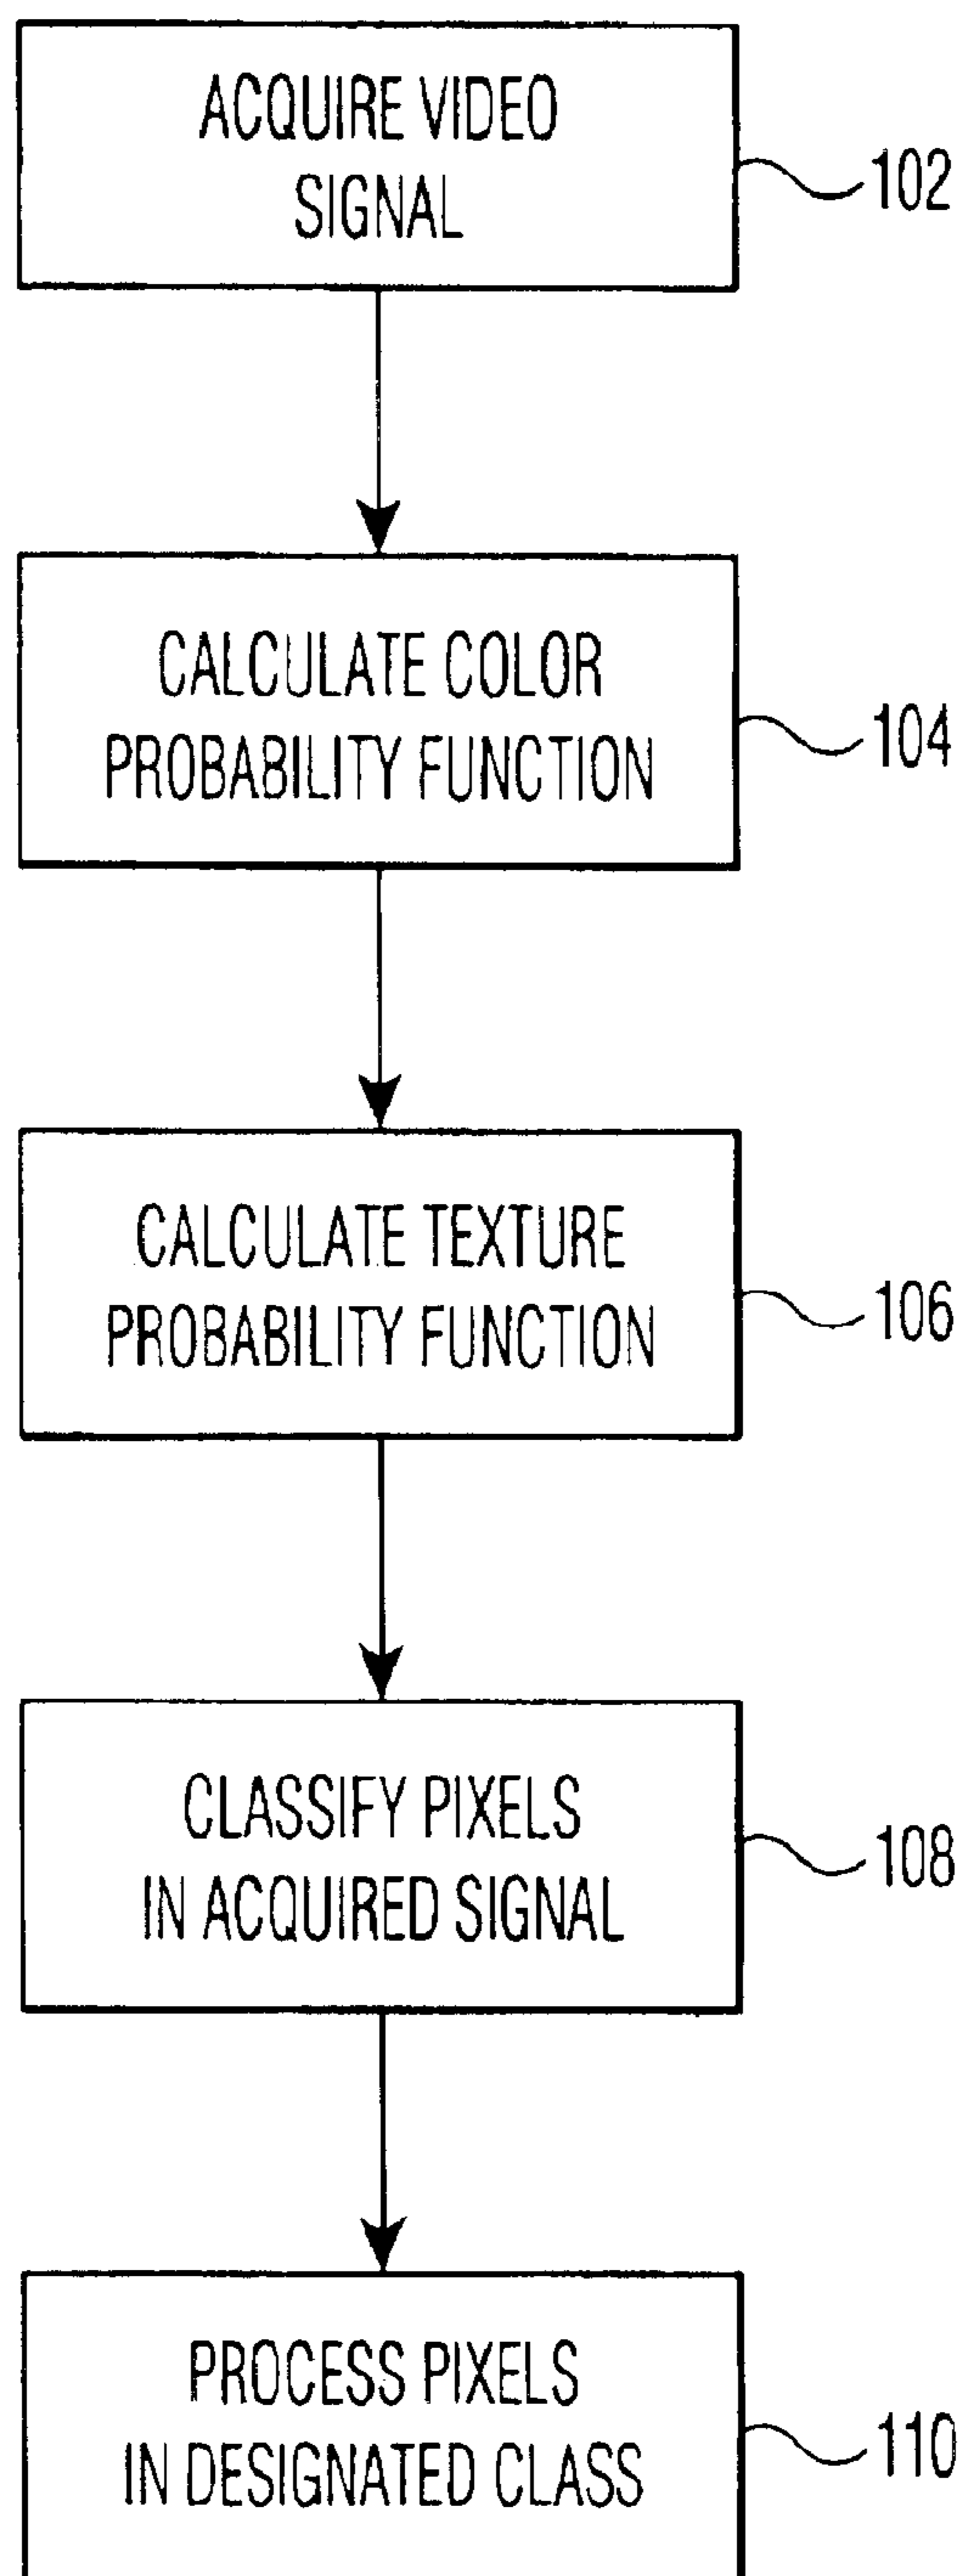 ACQUIRE VIDEO
SIGNAL
102
CALCULATE COLOR
PROBABILITY FUNCTION
104
CALCULATE TEXTURE
PROBABILITY FUNCTION
106
CLASSIFY PIXELS
IN ACQUIRED SIGNAL
108
PROCESS PIXELS
IN DESIGNATED CLASS
110